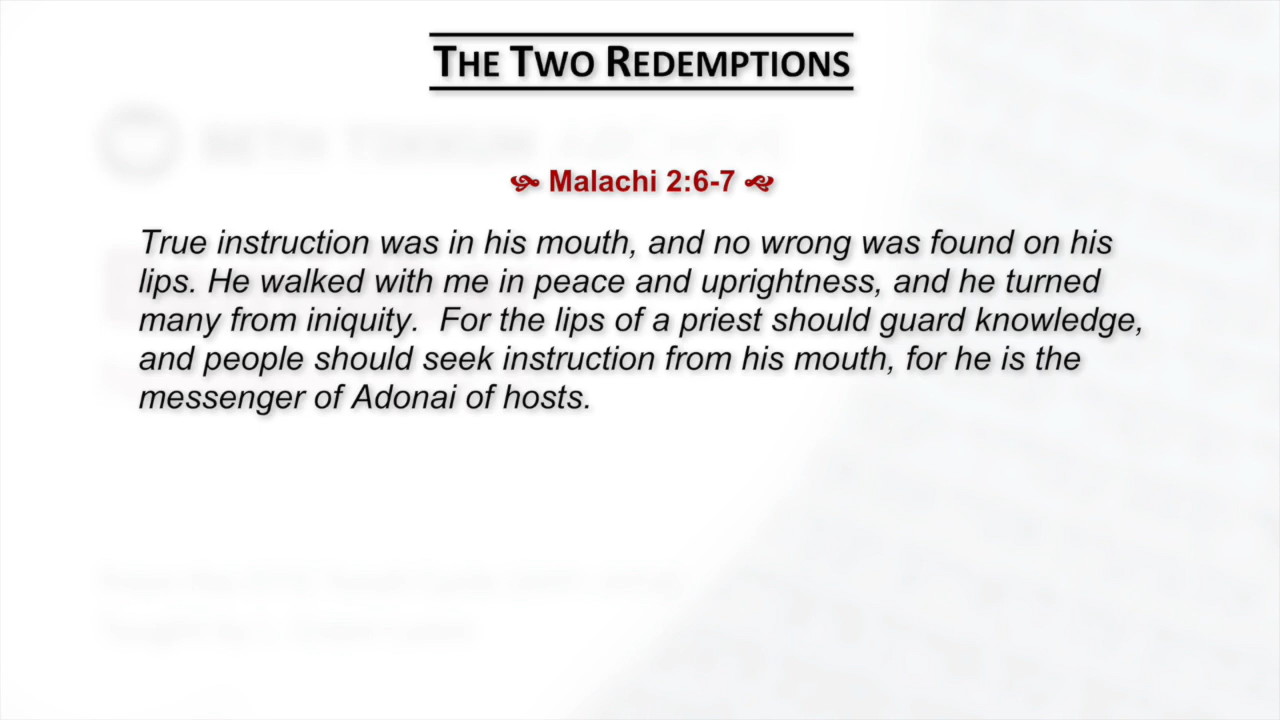 THE TWO REDEMPTIONS
Malachi 2:6-7
True instruction was in his mouth, and no wrong was found on his
lips. He walked with me in peace and uprightness, and he turned
many from iniquity.  For the lips of a priest should guard knowledge,
and people should seek instruction from his mouth, for he is the
messenger of Adonai of hosts.